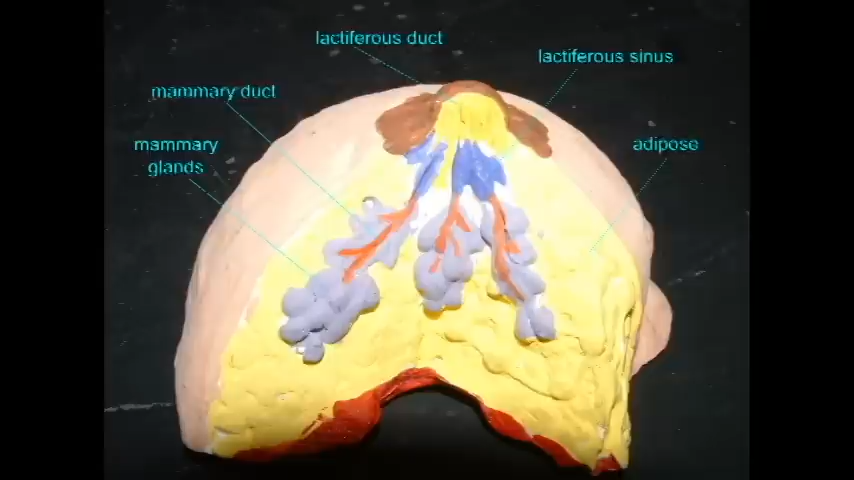 lactiferous duct
lactiferous sinus
mammary duct
mammary
glands
adipose